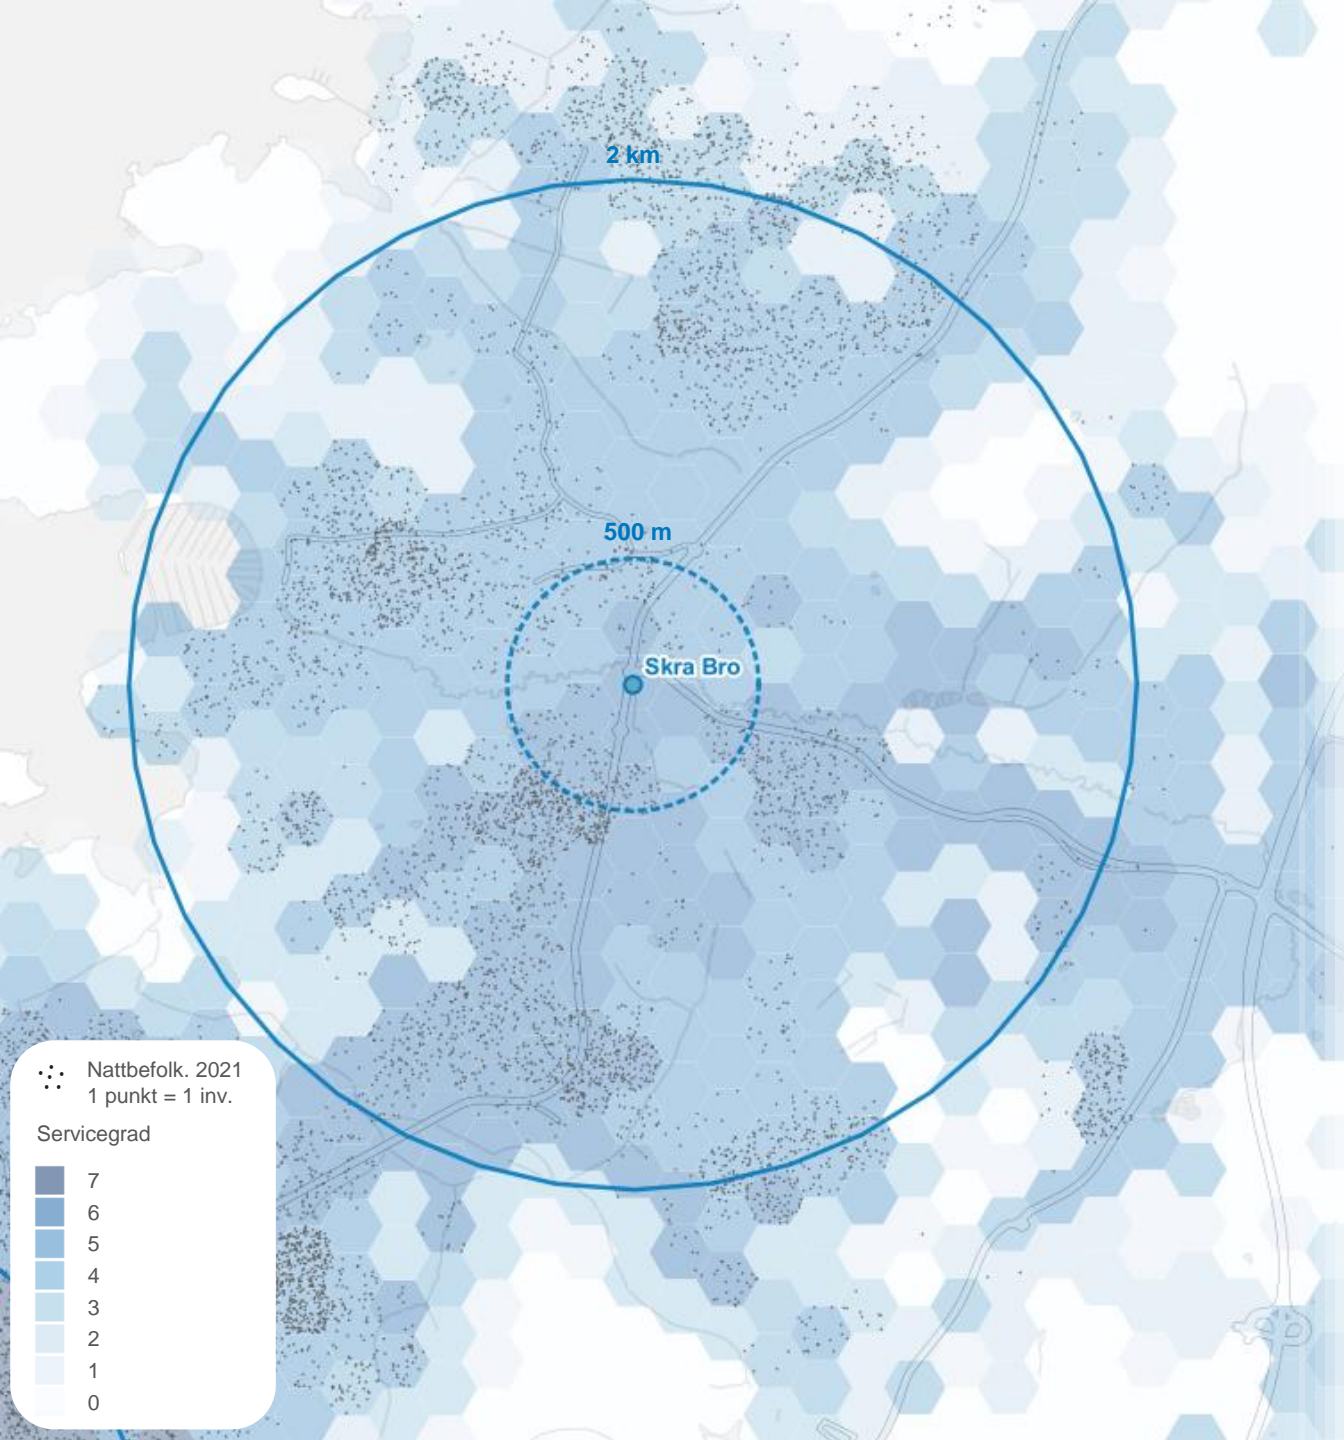 2 km
500 m
Skra Bro
Nattbefolk. 2021
1 punkt = 1 inv.
Servicegrad
7
6
5
4
3
2
1
0